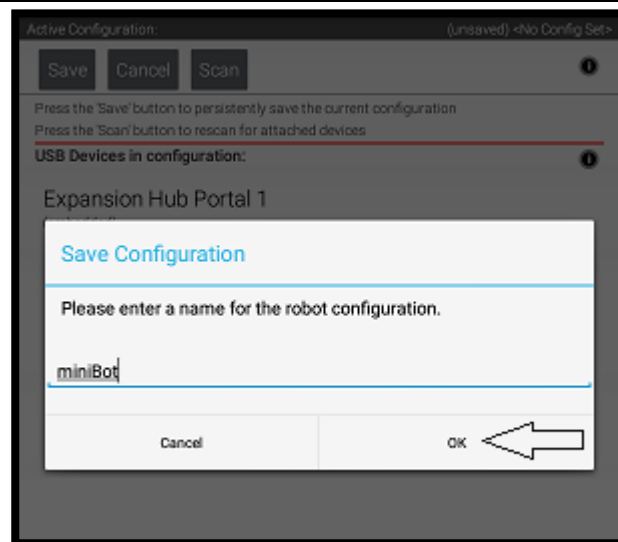 Active Configuration: (unsaved) <No Config Set>
Save Cancel Scan
Press the 'Save' button to persistently save the current configuration
Press the 'Scan' button to rescan for attached devices
USB Devices in configuration:
Expansion Hub Portal 1
Save Configuration
Please enter a name for the robot configuration.
miniBot
Cancel OK